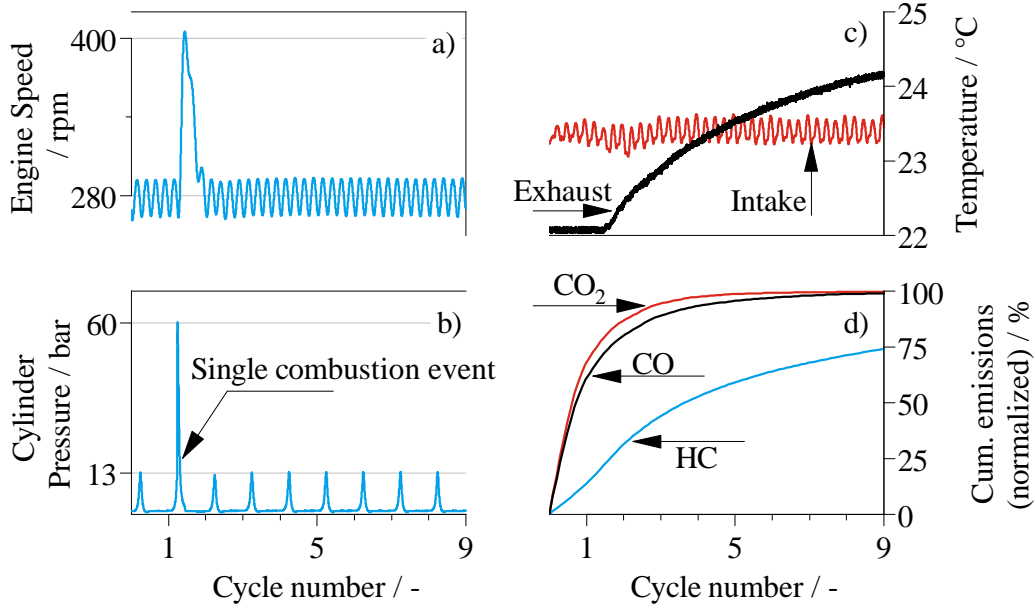 Engine Speed
/ rpm
400
280
a)
Cylinder
Pressure / bar
60
13
b)
Single combustion event
1
5
9
Cycle number / -
c)
Exhaust
Intake
25
24
23
22
Temperature / °C
CO2
d)
CO
HC
100
75
50
25
0
Cum. emissions
(normalized) / %
1
5
9
Cycle number / -